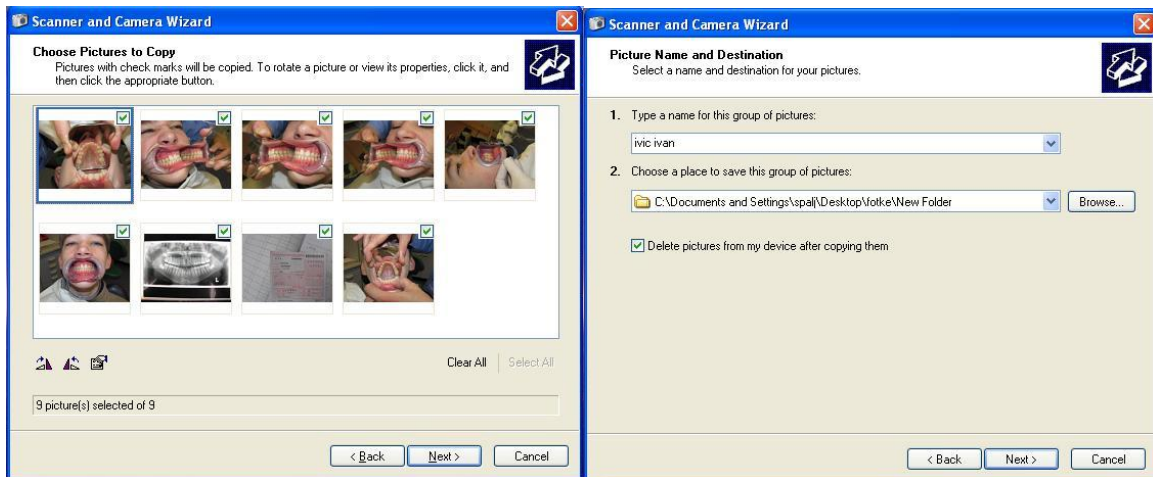 Scanner and Camera Wizard
Choose Pictures to Copy
Pictures with check marks will be copied. To rotate a picture or view its properties, click it, and
then click the appropriate button.
Clear All
Select All
9 picture(s) selected of 9
< Back
Next >
Cancel
Scanner and Camera Wizard
Picture Name and Destination
Select a name and destination for your pictures.
1. Type a name for this group of pictures:
ivic ivan
2. Choose a place to save this group of pictures:
C:\Documents and Settings\spalj\Desktop\fotke\New Folder
Browse...
Delete pictures from my device after copying them
< Back
Next >
Cancel